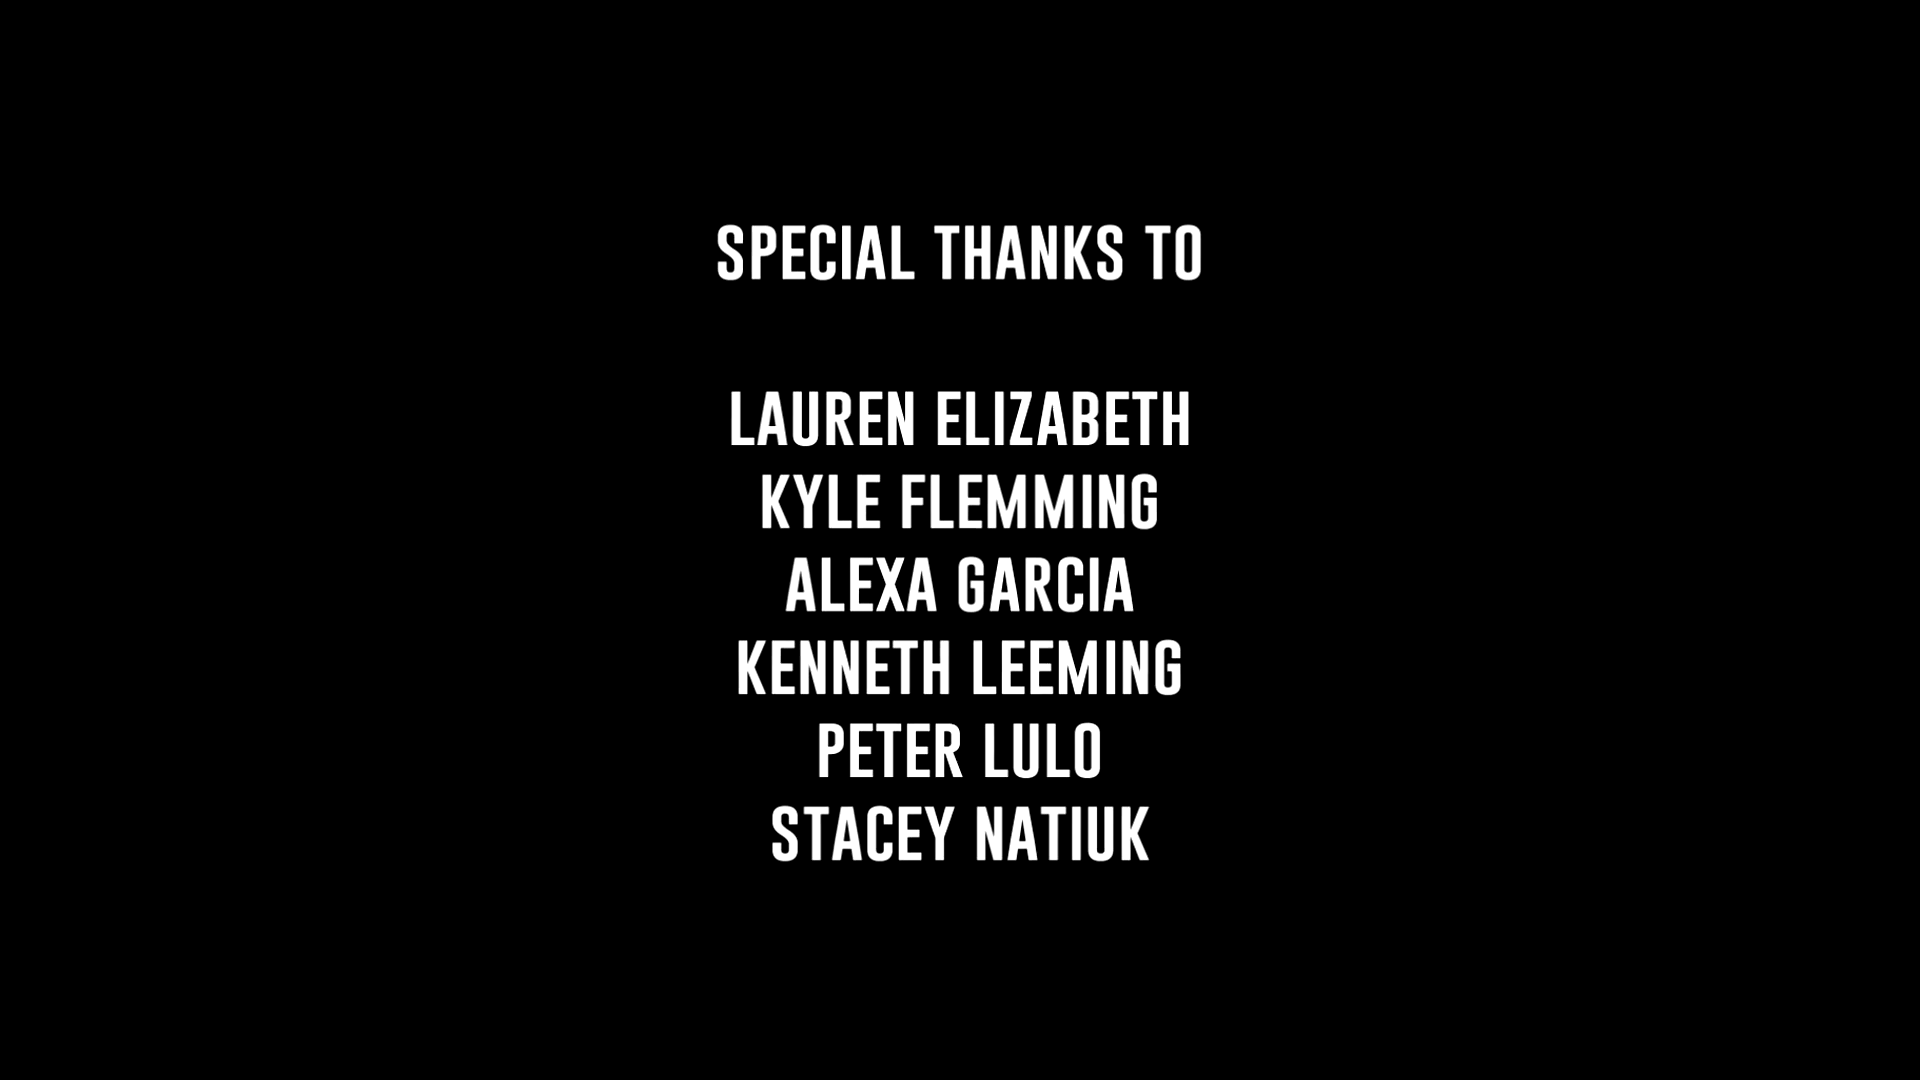 SPECIAL THANKS TO
LAUREN ELIZABETH
KYLE FLEMMING
ALEXA GARCIA
KENNETH LEEMING
PETER LULO
STACEY NATIUK